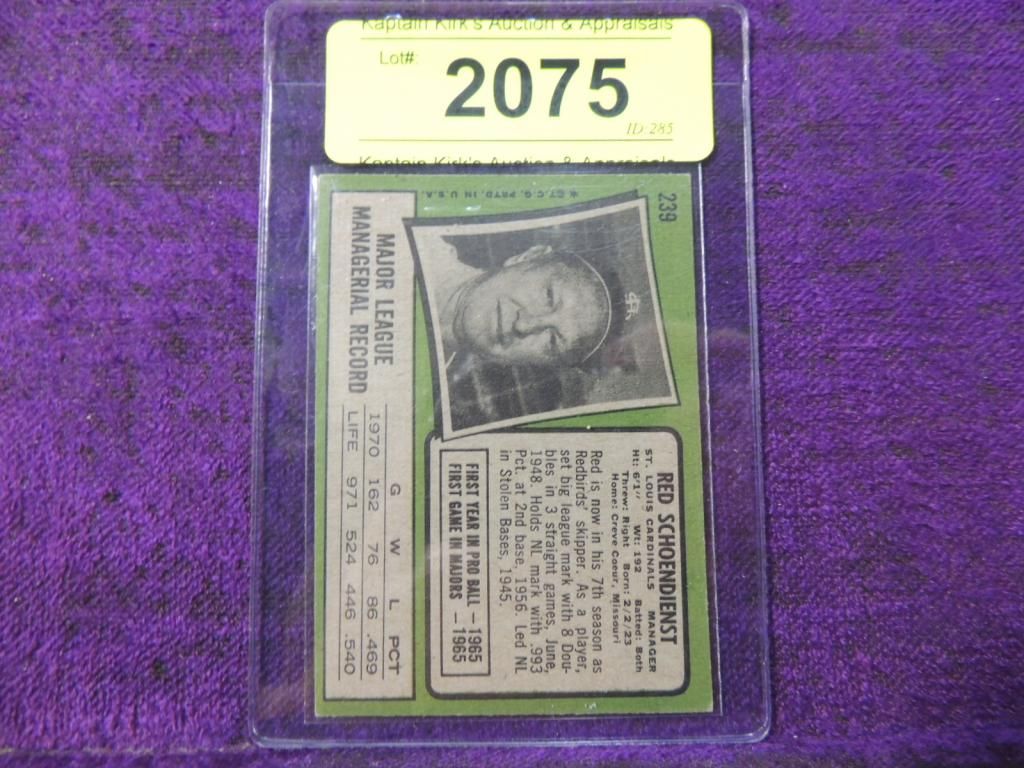 Kaptain Kirk's Auction & Appraisals
Lot#:
2075
ID: 285
Kaptain Kirk's Auction & Appraisals
239
* © T.C.G. PRTD. IN U.S.A.
RED SCHOENDIENST
ST. LOUIS CARDINALS MANAGER
Ht: 6'1" Wt: 192 Batted: Both
Threw: Right Born: 2/2/23
Home: Creve Coeur, Missouri
Red is now in his 7th season as
Redbirds' skipper. As a player,
set big league mark with 8 Dou-
bles in 3 straight games, June,
1948. Holds NL mark with .993
Pct. at 2nd base, 1956. Led NL
in Stolen Bases, 1945.
FIRST YEAR IN PRO BALL — 1965
FIRST GAME IN MAJORS — 1965
MAJOR LEAGUE
MANAGERIAL RECORD
G W L PCT
1970 162 76 86 .469
LIFE 971 524 446 .540